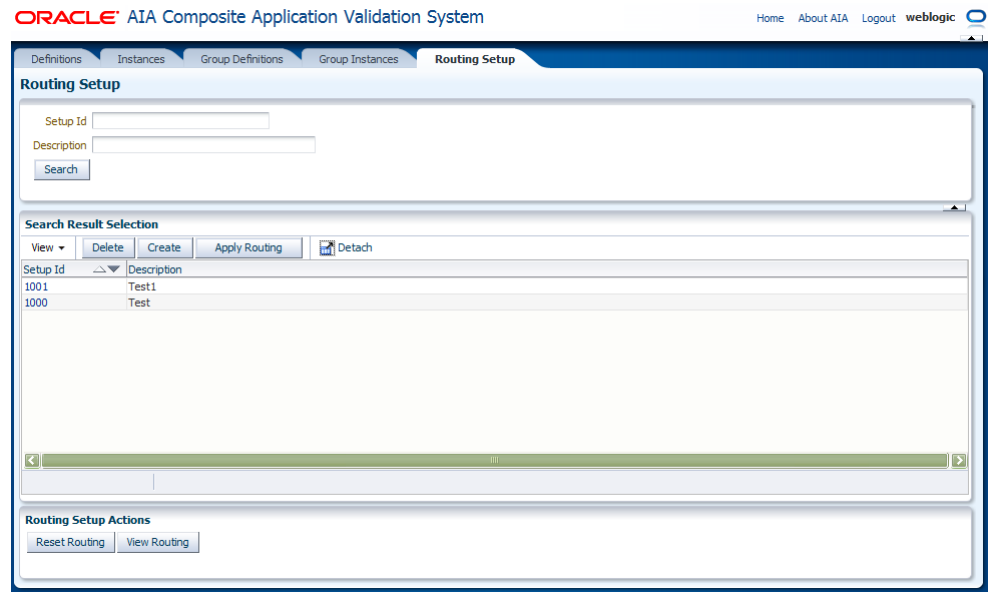 ORACLE AIA Composite Application Validation System Home About AIA Logout weblogic
Definitions Instances Group Definitions Group Instances Routing Setup
Routing Setup
Setup Id
Description
Search
Search Result Selection
View Delete Create Apply Routing Detach
Setup Id Description
1001 Test1
1000 Test
Routing Setup Actions
Reset Routing View Routing